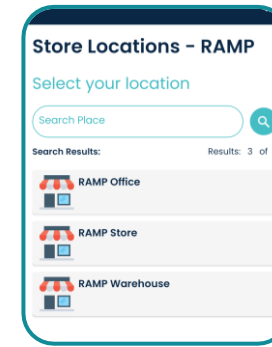 Store Locations - RAMP
Select your location
Search Place
Search Results: Results: 3 of
RAMP Office
RAMP Store
RAMP Warehouse